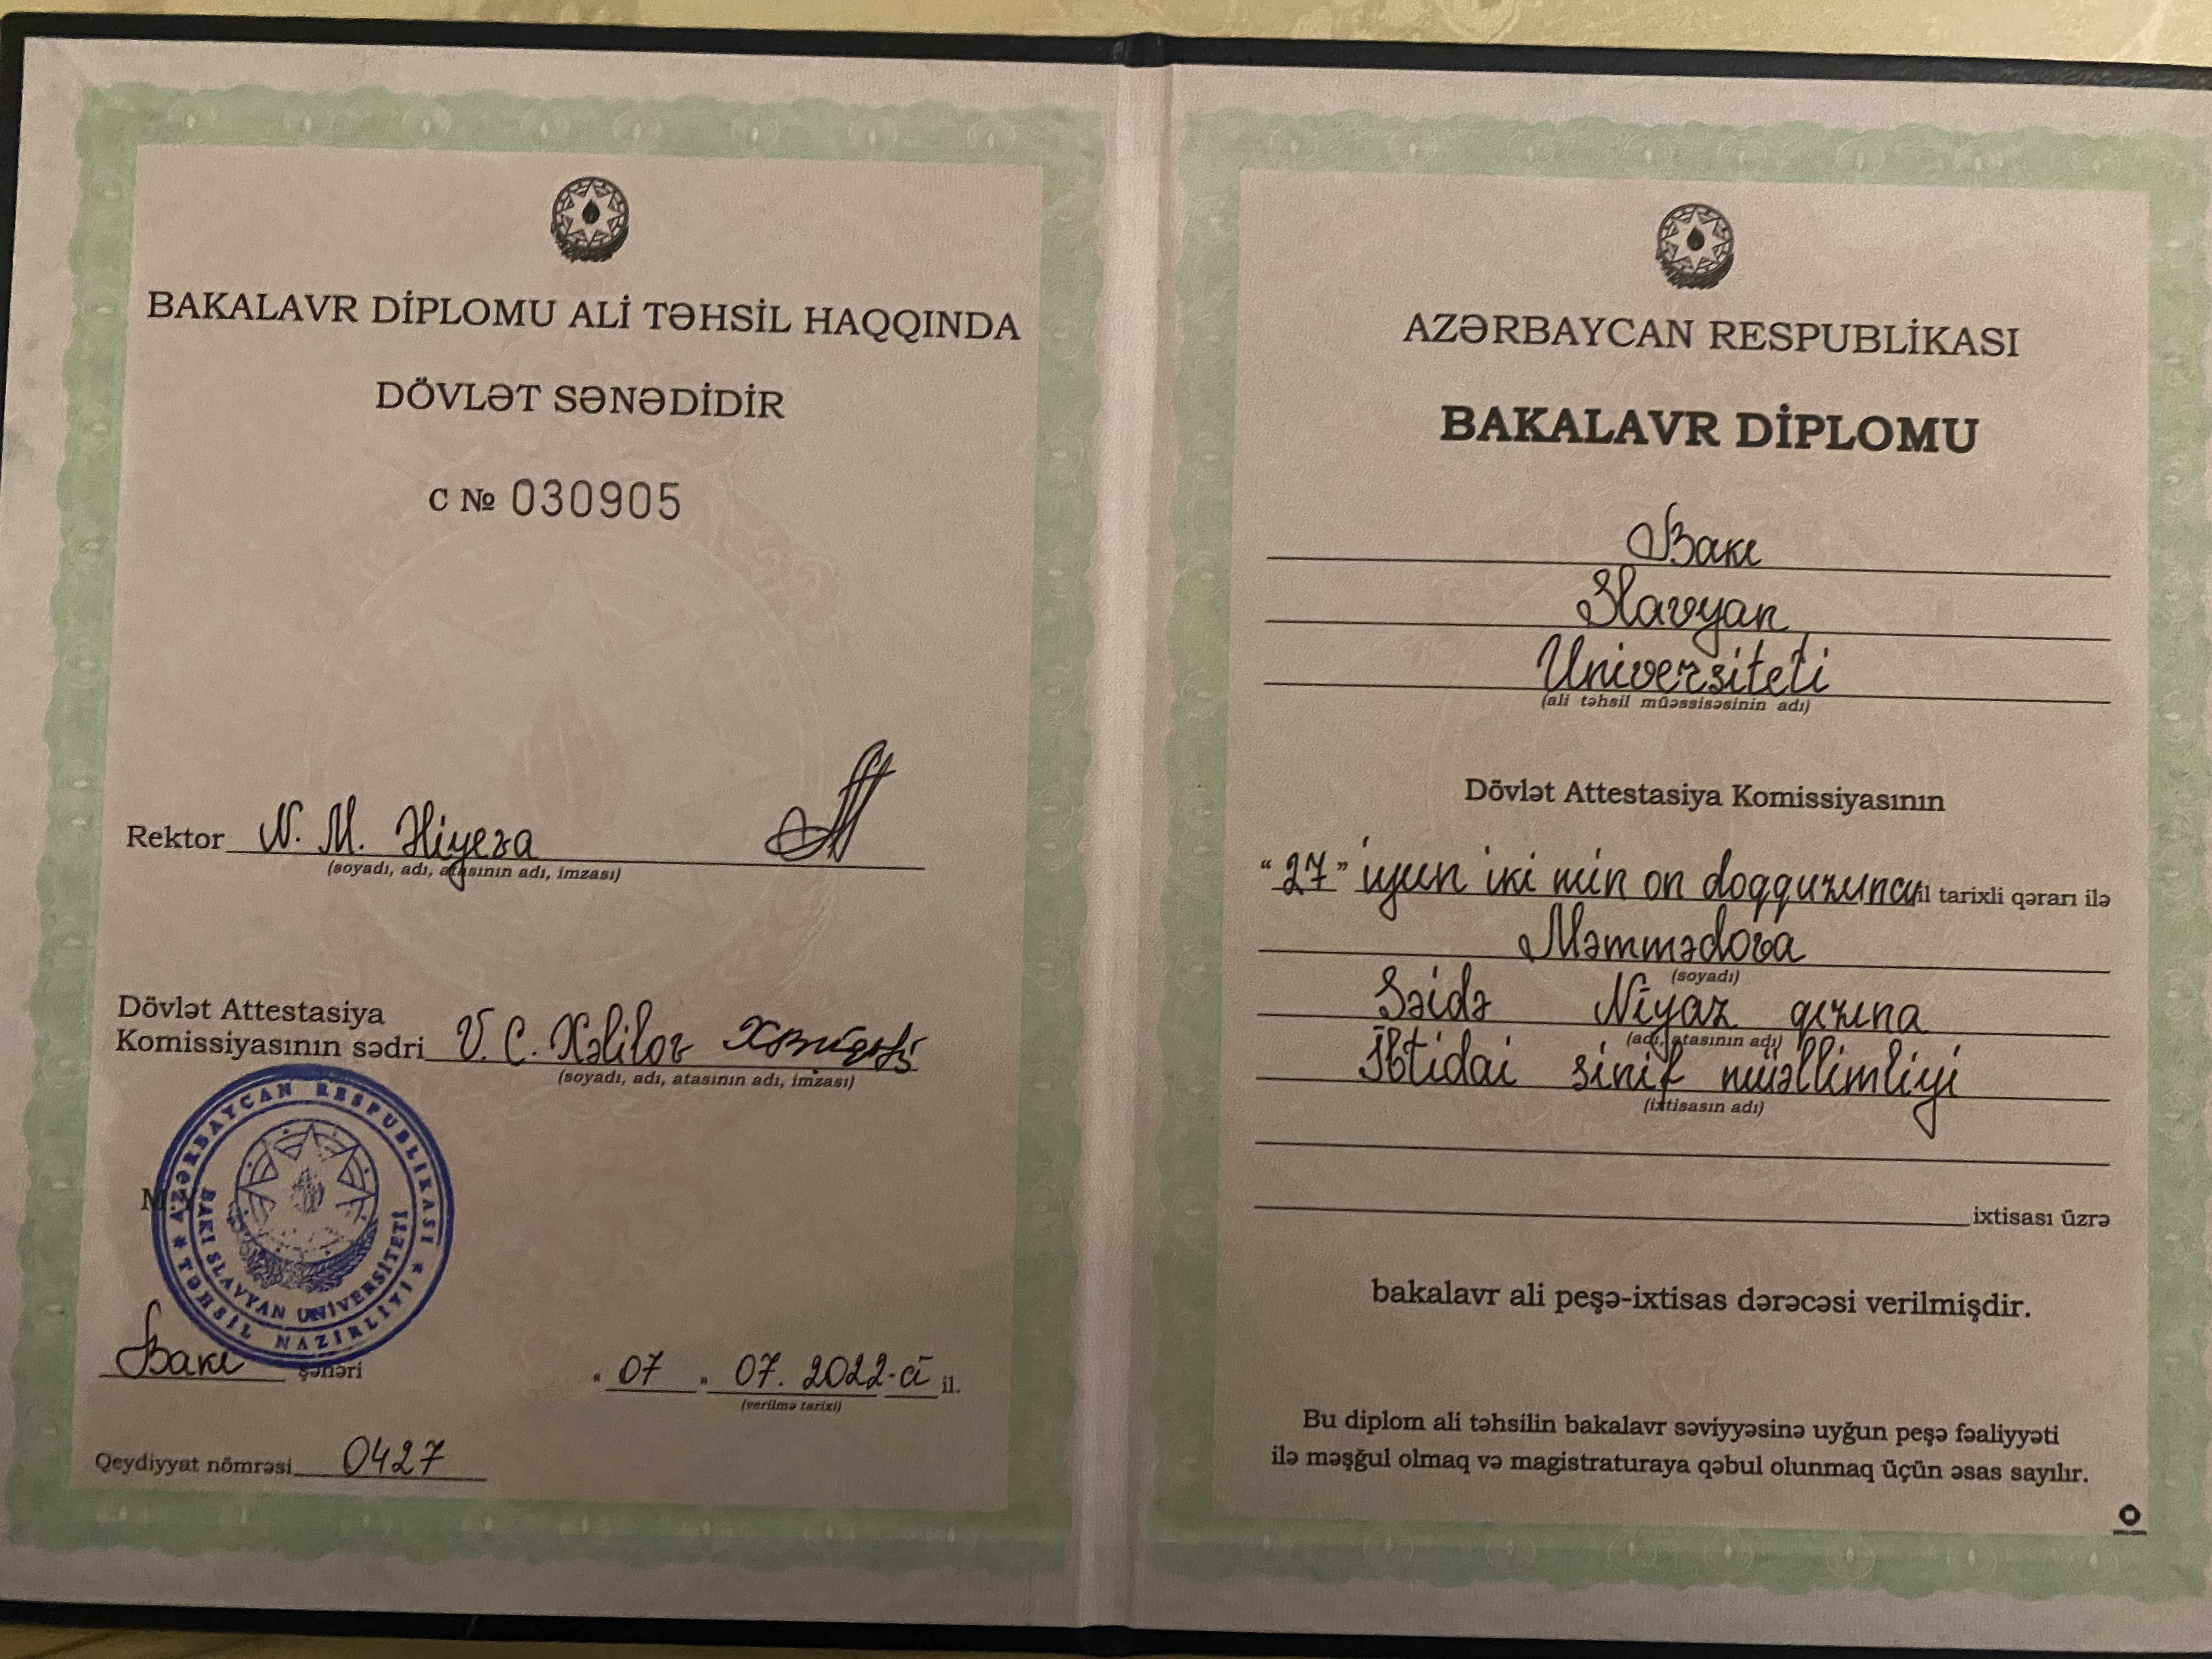 BAKALAVR DİPLOMU ALİ TƏHSİL HAQQINDA
DÖVLƏT SƏNƏDİDİR
C № 030905
Rektor N. M. Əliyeva
(soyadı, adı, atasının adı, imzası)
Dövlət Attestasiya
Komissiyasının sədri V. C. Xəlilov
(soyadı, adı, atasının adı, imzası)
M.Y
AZƏRBAYCAN RESPUBLİKASI
TƏHSİL NAZİRLİYİ
BAKI SLAVYAN UNİVERSİTETİ
Bakı şəhəri
" 07 " 07. 2022-ci il.
(verilmə tarixi)
Qeydiyyat nömrəsi 0427
AZƏRBAYCAN RESPUBLİKASI
BAKALAVR DİPLOMU
Bakı
Slavyan
Universiteti
(ali təhsil müəssisəsinin adı)
Dövlət Attestasiya Komissiyasının
"27" iyun iki min on doqquzuncu il tarixli qərarı ilə
Məmmədova
(soyadı)
Səidə Niyaz qızına
(adı, atasının adı)
İbtidai sinif müəllimliyi
(ixtisasın adı)
ixtisası üzrə
bakalavr ali peşə-ixtisas dərəcəsi verilmişdir.
Bu diplom ali təhsilin bakalavr səviyyəsinə uyğun peşə fəaliyyəti
ilə məşğul olmaq və magistraturaya qəbul olunmaq üçün əsas sayılır.